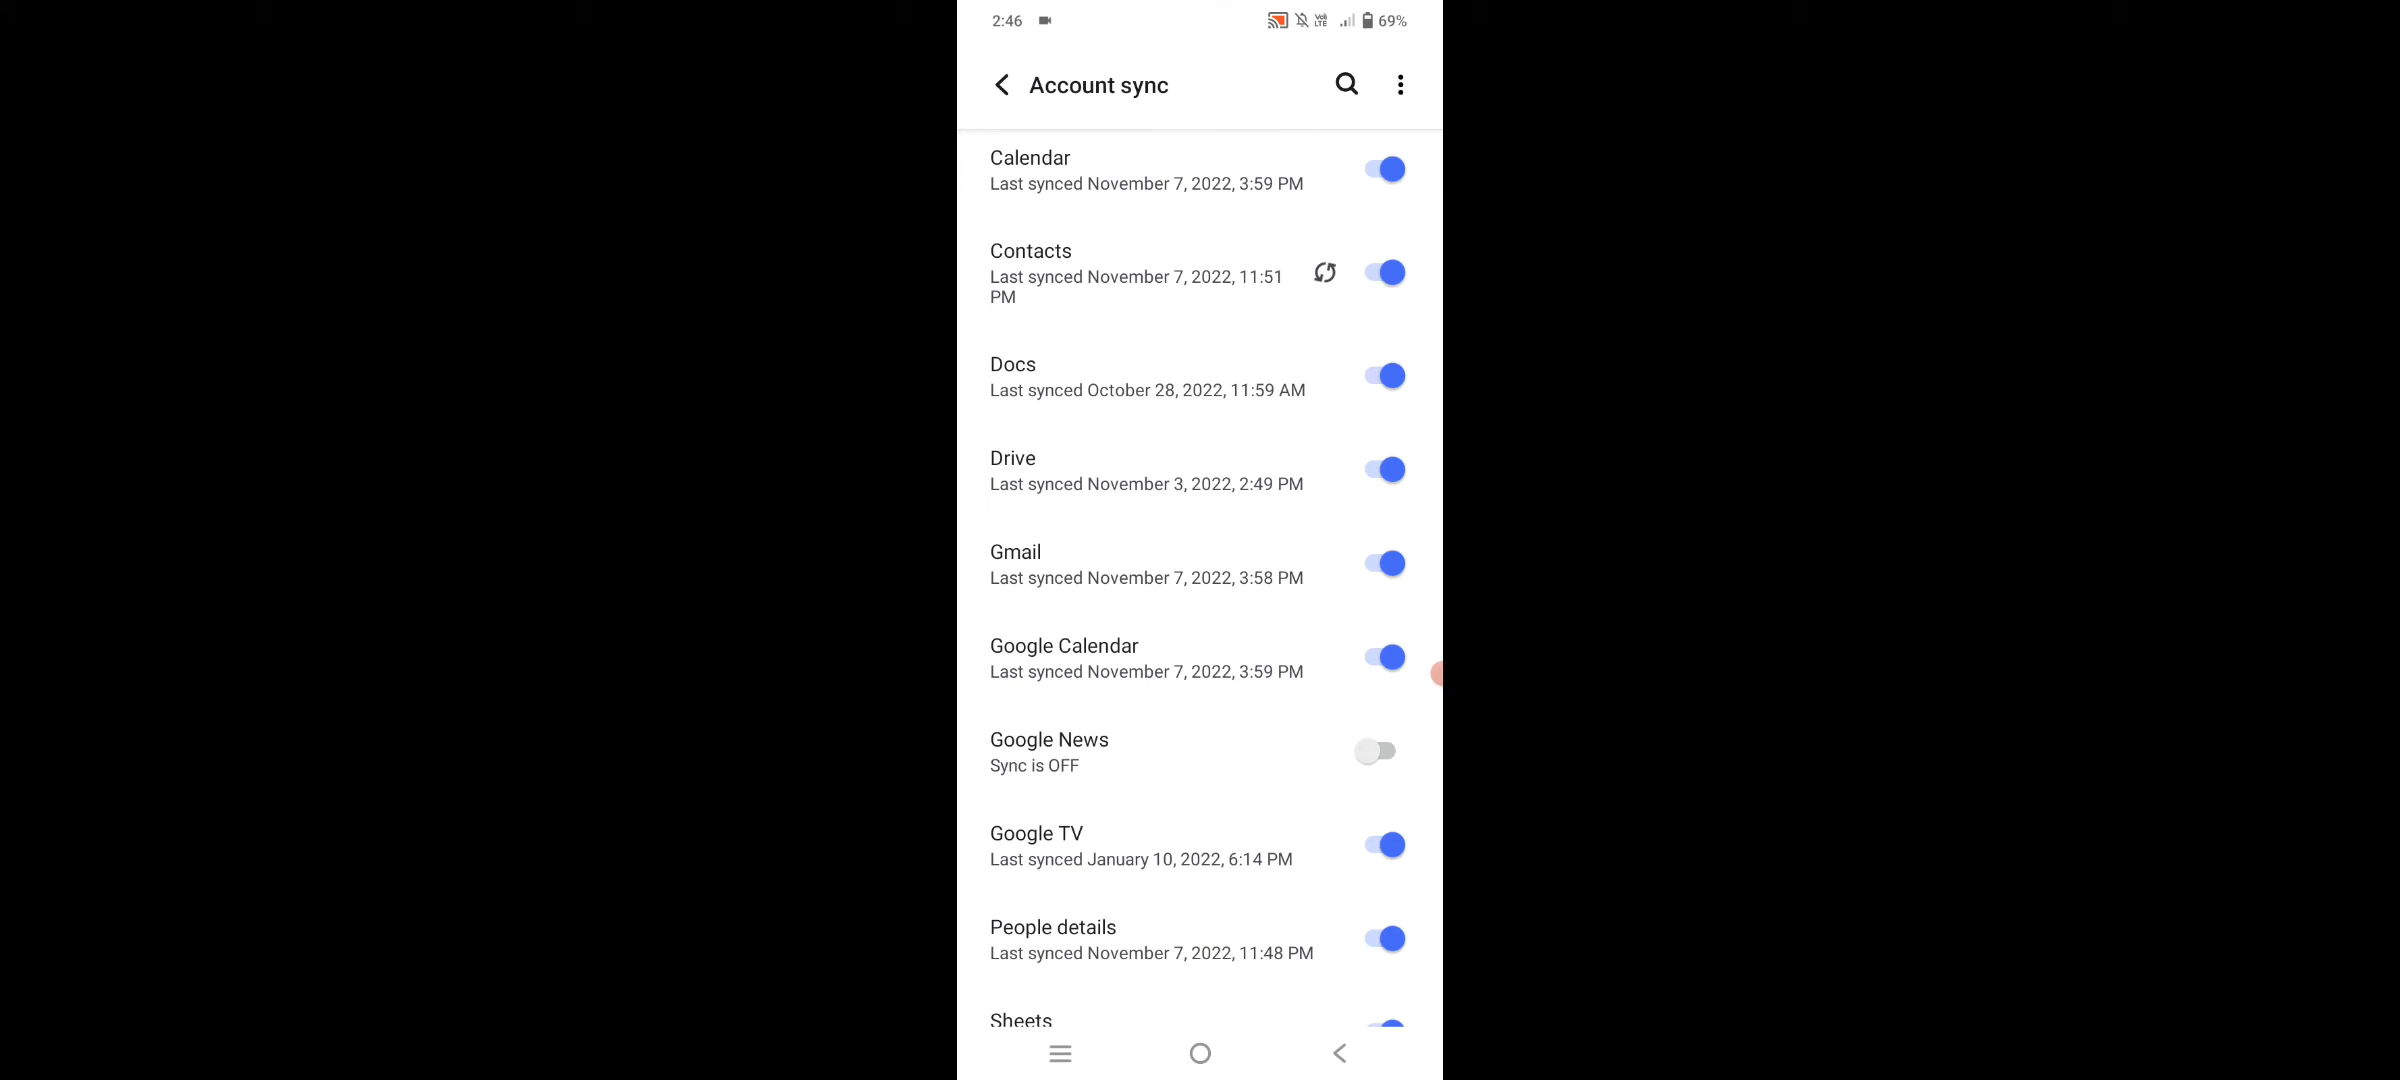 2:46
Vo)) LTE
69%
Account sync
Calendar
Last synced November 7, 2022, 3:59 PM
Contacts
Last synced November 7, 2022, 11:51
PM
Docs
Last synced October 28, 2022, 11:59 AM
Drive
Last synced November 3, 2022, 2:49 PM
Gmail
Last synced November 7, 2022, 3:58 PM
Google Calendar
Last synced November 7, 2022, 3:59 PM
Google News
Sync is OFF
Google TV
Last synced January 10, 2022, 6:14 PM
People details
Last synced November 7, 2022, 11:48 PM
Sheets